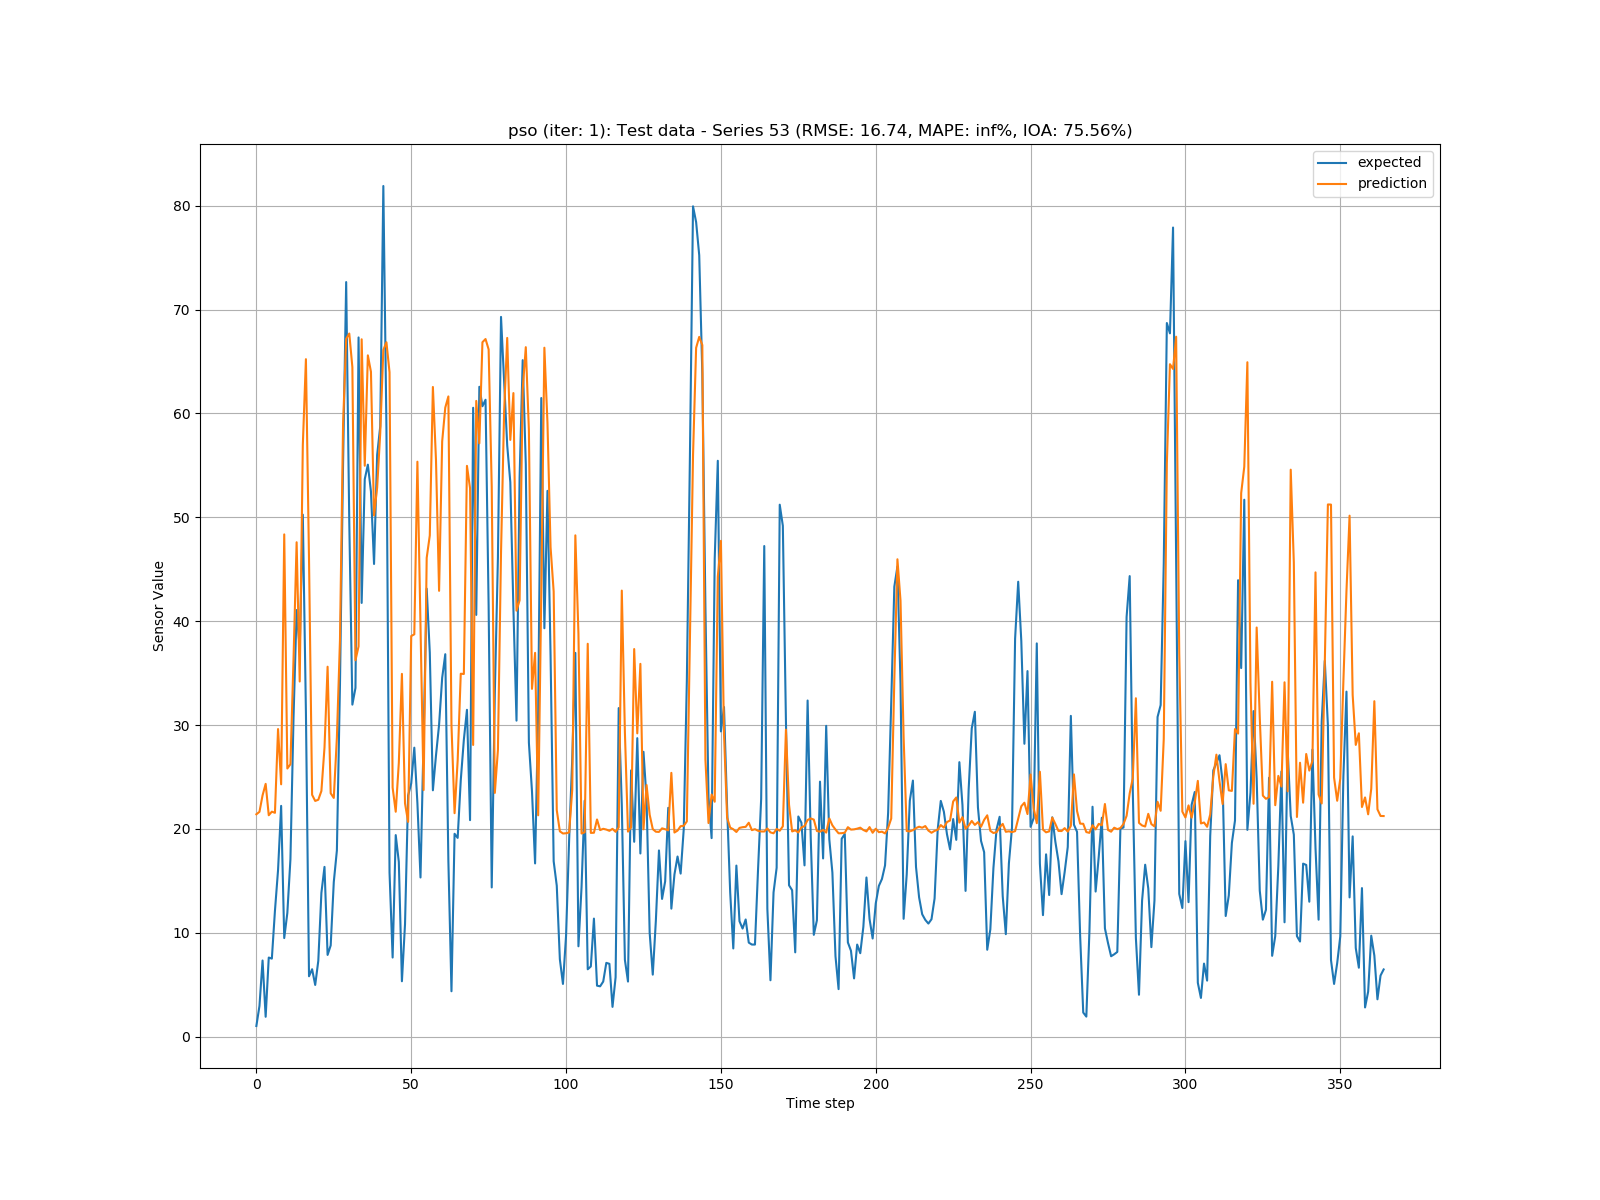 pso (iter: 1): Test data - Series 53 (RMSE: 16.74, MAPE: inf%, IOA: 75.56%)
expected
prediction
80
70
60
50
40
30
20
10
0
Sensor Value
0 50 100 150 200 250 300 350
Time step